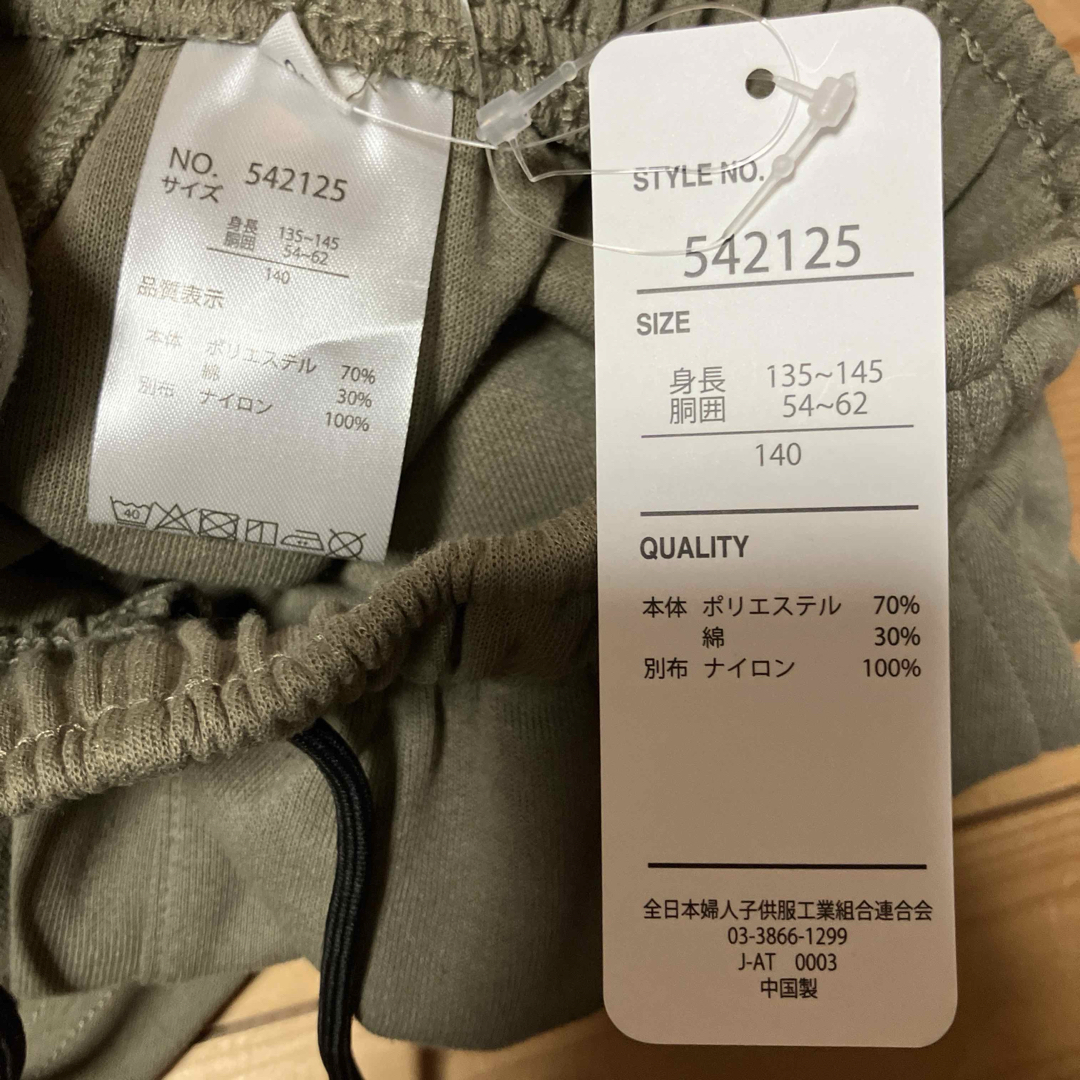 NO. 542125
サイズ
身長 135~145
胴囲 54~62
140
品質表示
本体 ポリエステル 70%
綿 30%
別布 ナイロン 100%
40
STYLE NO.
542125
SIZE
身長 135~145
胴囲 54~62
140
QUALITY
本体 ポリエステル 70%
綿 30%
別布 ナイロン 100%
全日本婦人子供服工業組合連合会
03-3866-1299
J-AT 0003
中国製